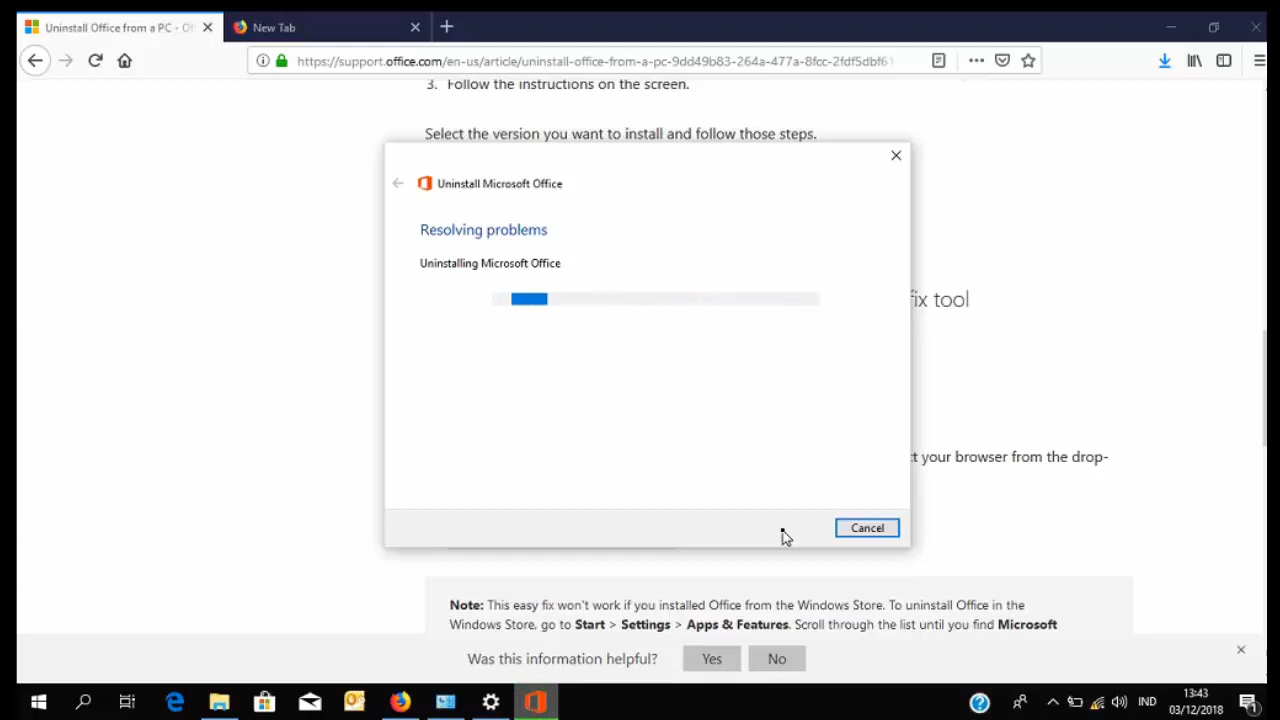 Uninstall Office from a PC - Of
New Tab
https://support.office.com/en-us/article/uninstall-office-from-a-pc-9dd49b83-264a-477a-8fcc-2fdf5dbf61
3. Follow the instructions on the screen.
Select the version you want to install and follow those steps.
Uninstall Microsoft Office
Resolving problems
Uninstalling Microsoft Office
fix tool
ct your browser from the drop-
Cancel
Note: This easy fix won't work if you installed Office from the Windows Store. To uninstall Office in the
Windows Store, go to Start > Settings > Apps & Features. Scroll through the list until you find Microsoft
Was this information helpful? Yes No
IND
13:43
03/12/2018
1